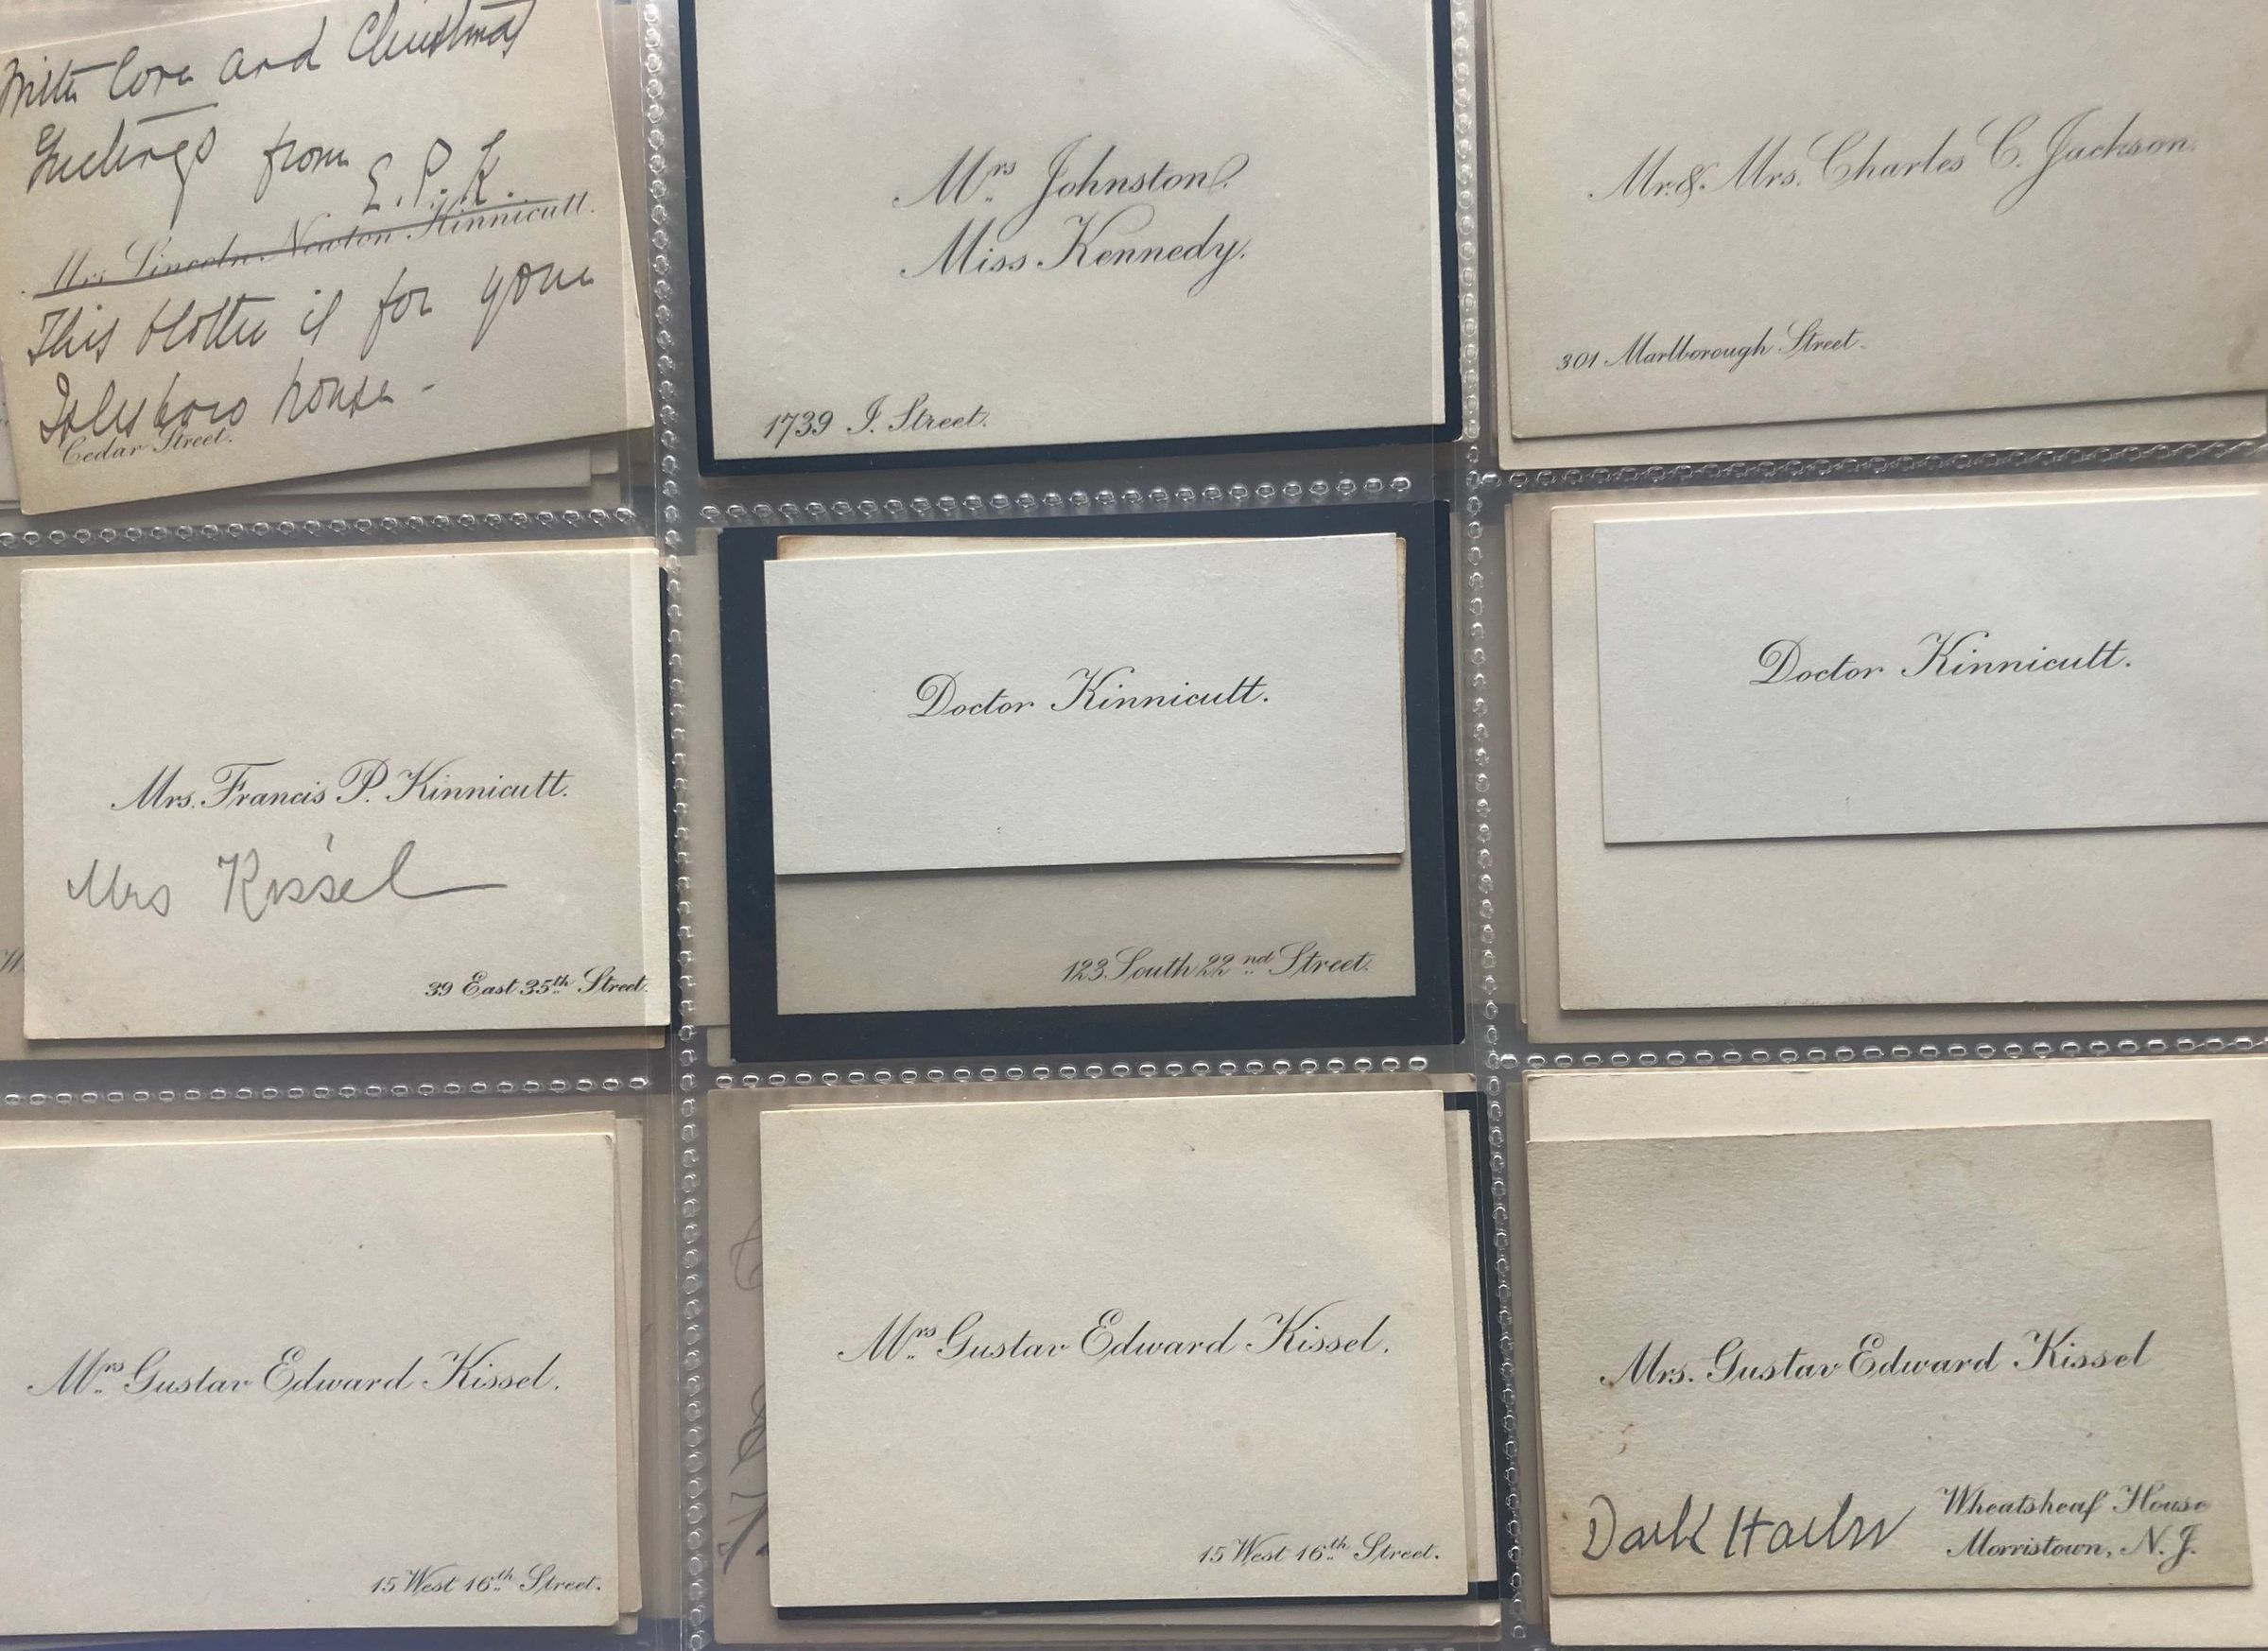 With love and Christmas
Greetings from
E. P. K.
Mrs. Lincoln Newton Kinnicutt.
This blotter is for your
Islesboro house -
Cedar Street.
Mrs Johnston.
Miss Kennedy.
1739 I. Street.
Mr. & Mrs. Charles C. Jackson.
301 Marlborough Street.
Mrs. Francis P. Kinnicutt.
Mrs Kissel
39 East 35th Street.
Doctor Kinnicutt.
123 South 22nd Street.
Doctor Kinnicutt.
Mrs Gustav Edward Kissel.
15 West 16th Street.
Mrs Gustav Edward Kissel.
15 West 16th Street.
Mrs. Gustav Edward Kissel
Dark Harbor
Wheatsheaf House
Morristown, N.J.